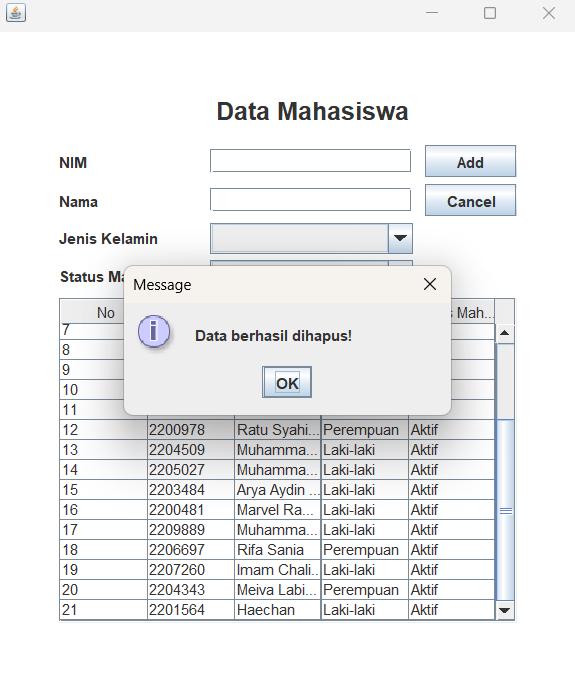 Data Mahasiswa
NIM
Add
Nama
Cancel
Jenis Kelamin
Status Ma
Message
Data berhasil dihapus!
OK
No
Mah...
7
8
9
10
11
12 2200978 Ratu Syahi... Perempuan Aktif
13 2204509 Muhamma... Laki-laki Aktif
14 2205027 Muhamma... Laki-laki Aktif
15 2203484 Arya Aydin ... Laki-laki Aktif
16 2200481 Marvel Ra... Laki-laki Aktif
17 2209889 Muhamma... Laki-laki Aktif
18 2206697 Rifa Sania Perempuan Aktif
19 2207260 Imam Chali... Laki-laki Aktif
20 2204343 Meiva Labi... Perempuan Aktif
21 2201564 Haechan Laki-laki Aktif